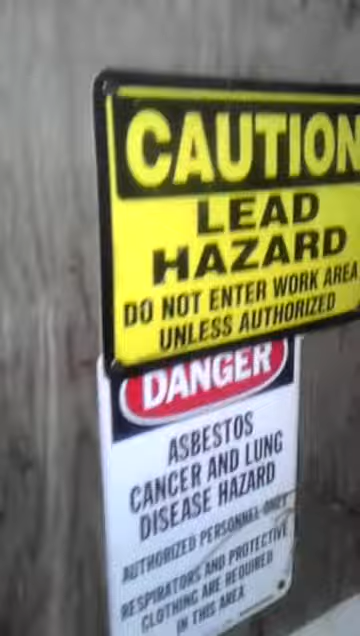 CAUTION
LEAD
HAZARD
DO NOT ENTER WORK AREA
UNLESS AUTHORIZED
DANGER
ASBESTOS
CANCER AND LUNG
DISEASE HAZARD
AUTHORIZED PERSONNEL ONLY
RESPIRATORS AND PROTECTIVE
CLOTHING ARE REQUIRED
IN THIS AREA